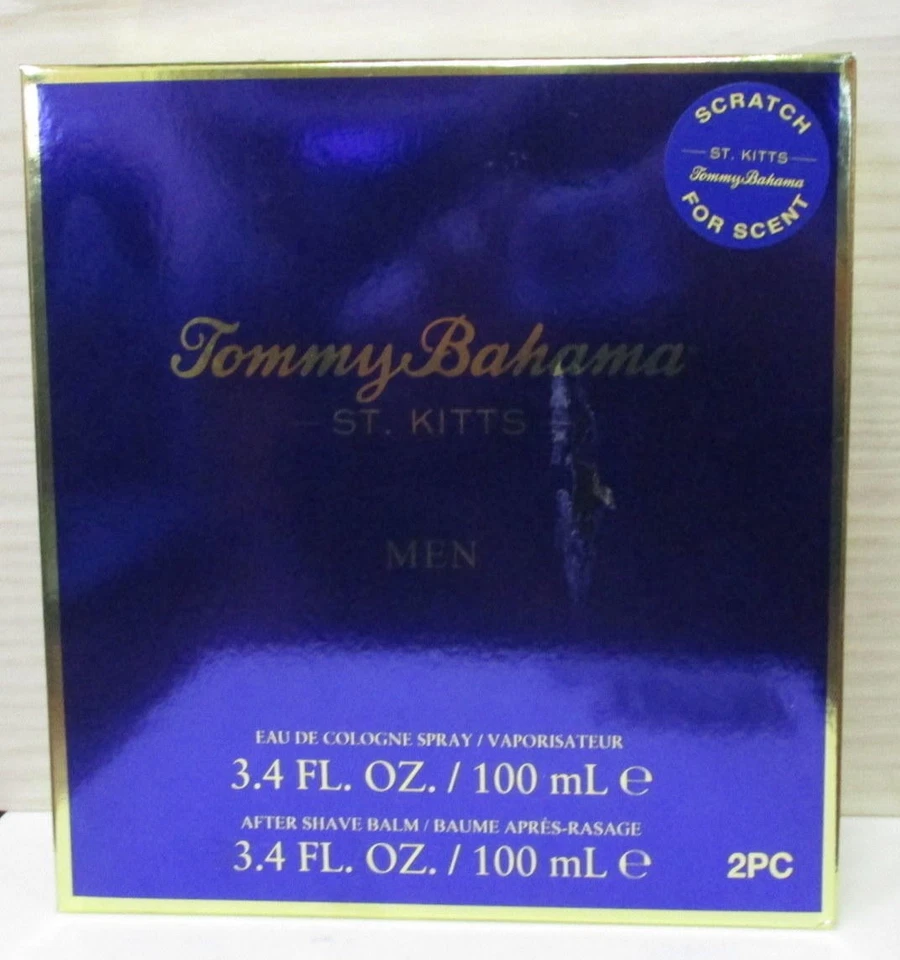 SCRATCH
ST. KITTS
Tommy Bahama
FOR SCENT
Tommy Bahama
ST. KITTS
MEN
EAU DE COLOGNE SPRAY / VAPORISATEUR
3.4 FL. OZ. / 100 mL ℮
AFTER SHAVE BALM / BAUME APRÈS-RASAGE
3.4 FL. OZ. / 100 mL ℮
2PC